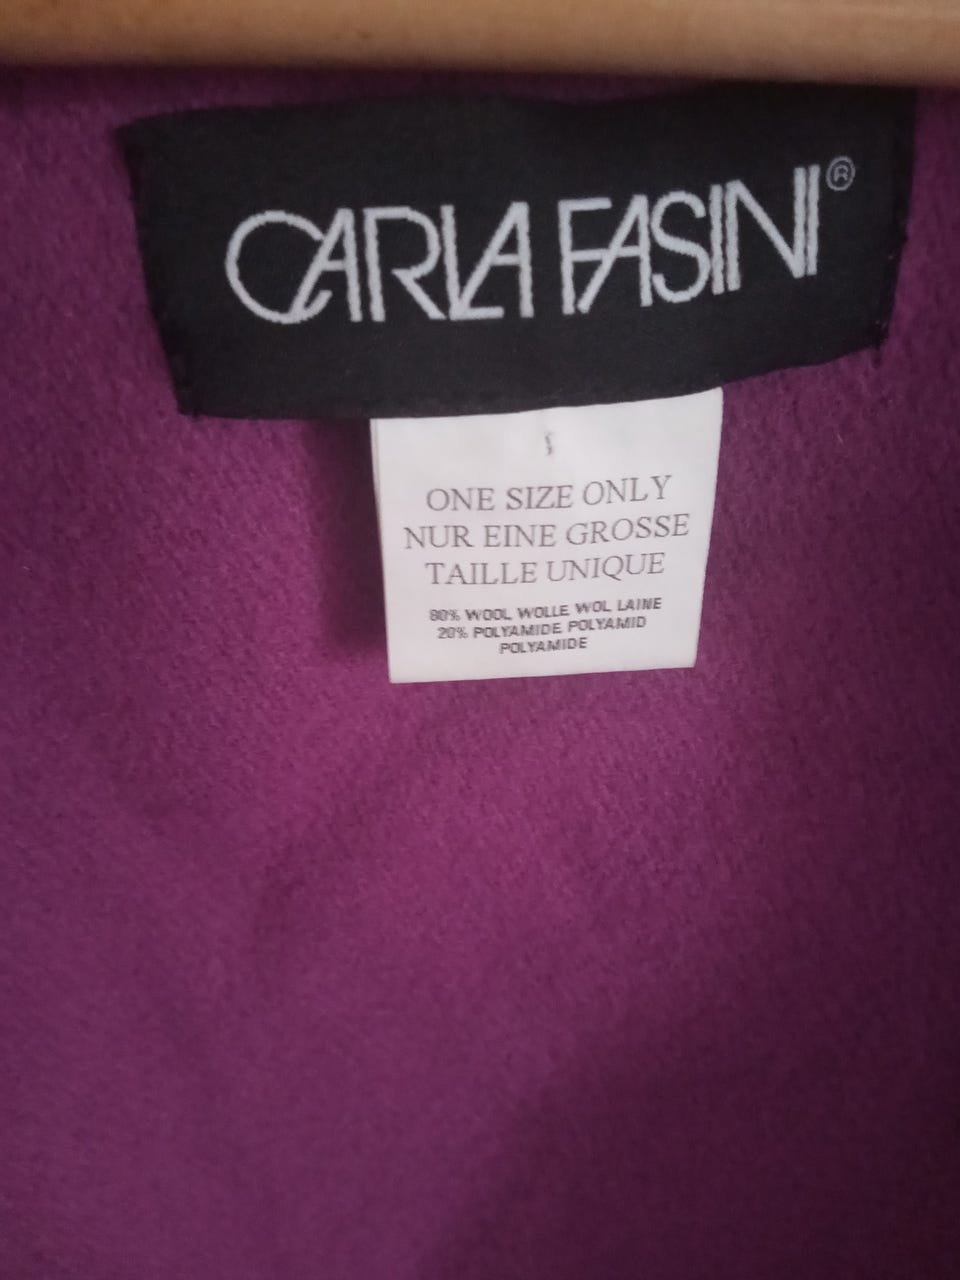 CARLA FASINI®
ONE SIZE ONLY
NUR EINE GROSSE
TAILLE UNIQUE
80% WOOL WOLLE WOL LAINE
20% POLYAMIDE POLYAMID
POLYAMIDE